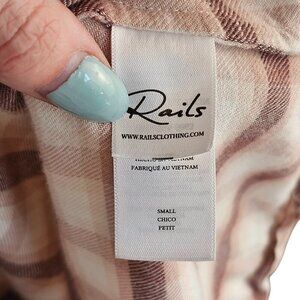 Rails
WWW.RAILSCLOTHING.COM
FABRIQUÉ AU VIETNAM
SMALL
CHICO
PETIT